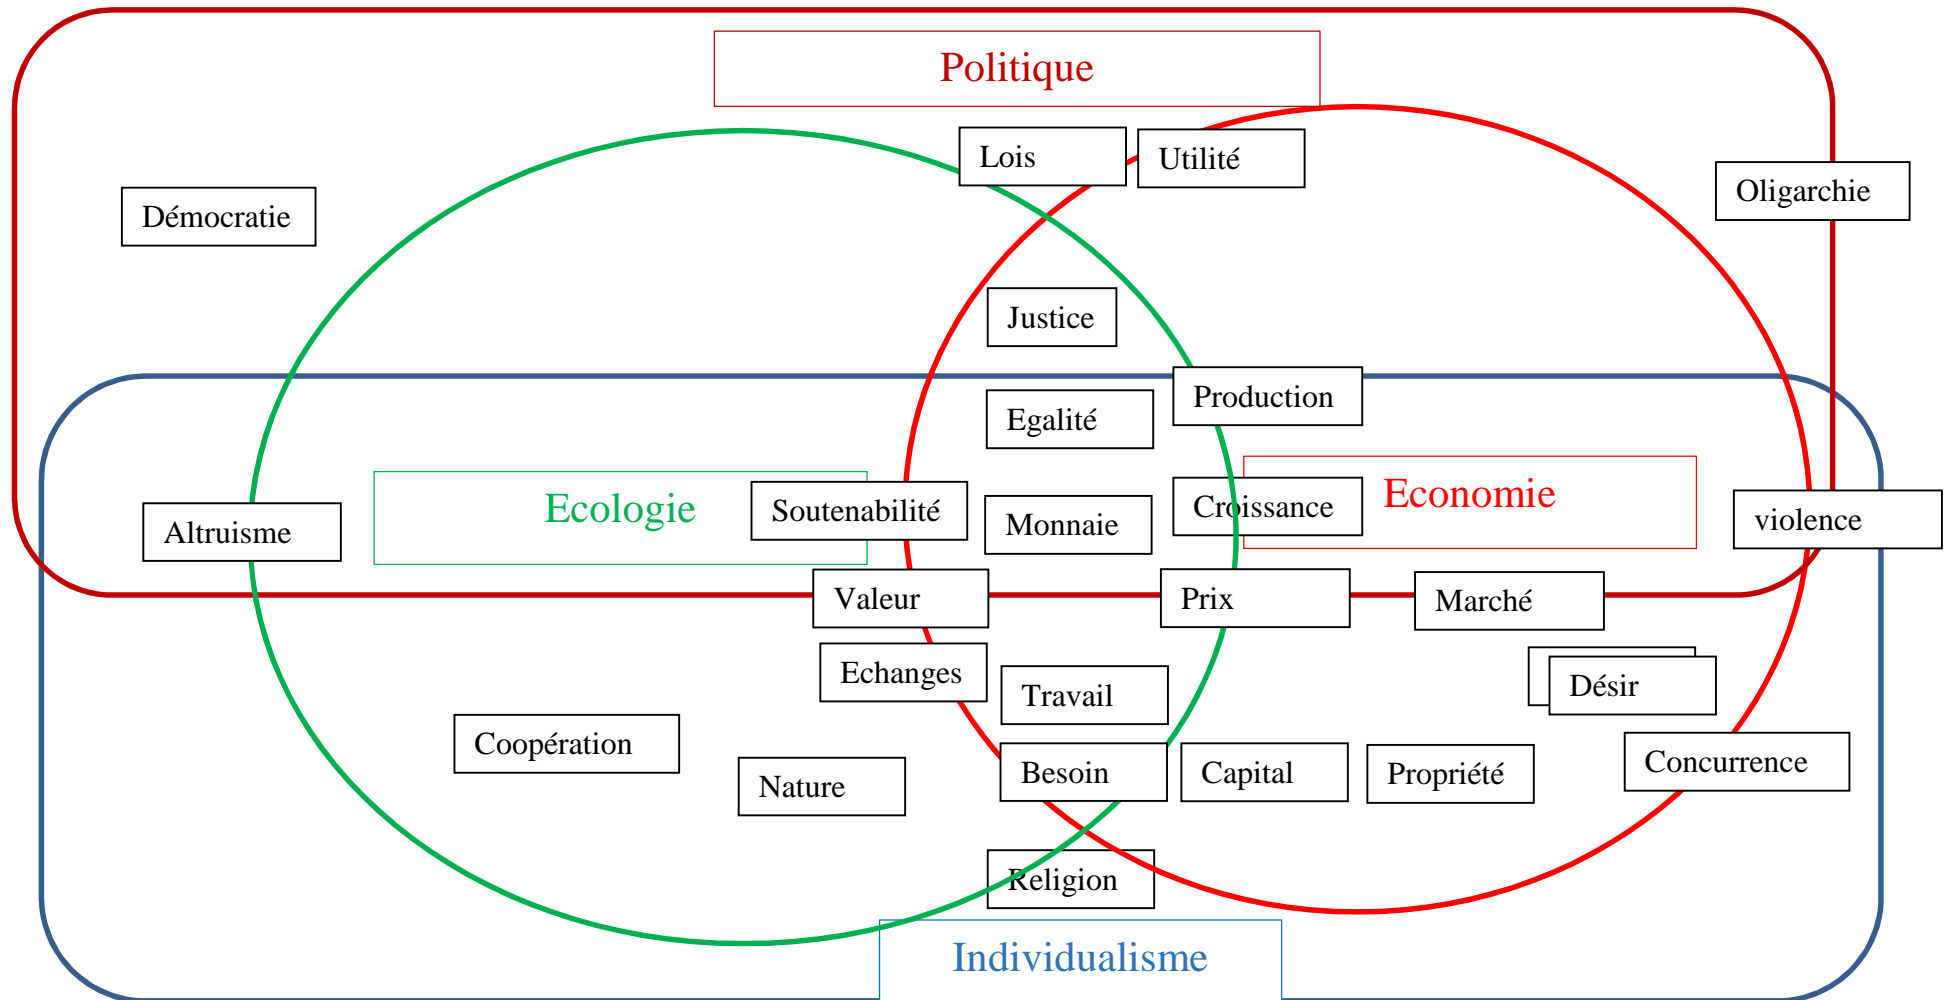 Politique
Lois
Utilité
Oligarchie
Démocratie
Justice
Production
Egalité
Economie
Ecologie
Soutenabilité
Croissance
Monnaie
violence
Altruisme
Valeur
Prix
Marché
Echanges
Travail
Désir
Coopération
Nature
Besoin
Capital
Propriété
Concurrence
Religion
Individualisme